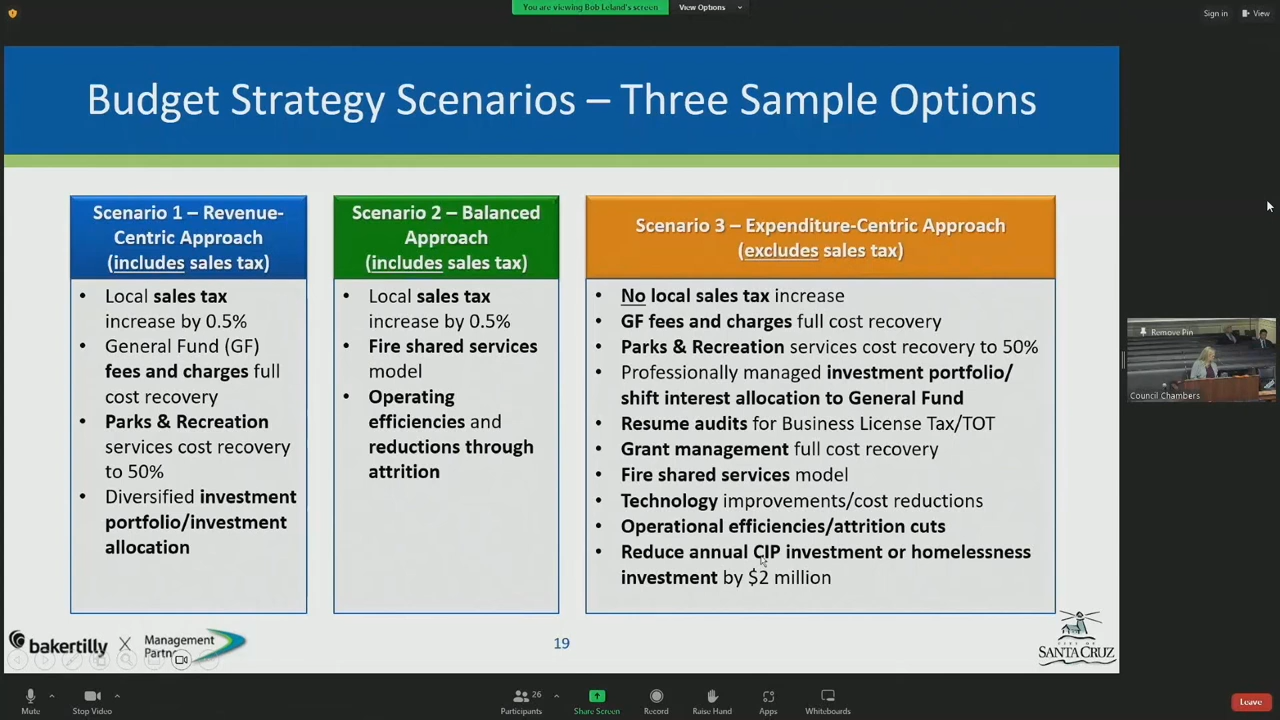 You are viewing Bob Leland's screen
View Options
Sign in
View
Budget Strategy Scenarios – Three Sample Options
Scenario 1 – Revenue-
Centric Approach
(includes sales tax)
• Local sales tax
increase by 0.5%
• General Fund (GF)
fees and charges full
cost recovery
• Parks & Recreation
services cost recovery
to 50%
• Diversified investment
portfolio/investment
allocation
Scenario 2 – Balanced
Approach
(includes sales tax)
• Local sales tax
increase by 0.5%
• Fire shared services
model
• Operating
efficiencies and
reductions through
attrition
Scenario 3 – Expenditure-Centric Approach
(excludes sales tax)
• No local sales tax increase
• GF fees and charges full cost recovery
• Parks & Recreation services cost recovery to 50%
• Professionally managed investment portfolio/
shift interest allocation to General Fund
• Resume audits for Business License Tax/TOT
• Grant management full cost recovery
• Fire shared services model
• Technology improvements/cost reductions
• Operational efficiencies/attrition cuts
• Reduce annual CIP investment or homelessness
investment by $2 million
Remove Pin
Council Chambers
bakertilly
Management
19
CITY OF
SANTA CRUZ
Mute
Stop Video
26
Participants
Share Screen
Record
Raise Hand
Apps
Whiteboards
Leave